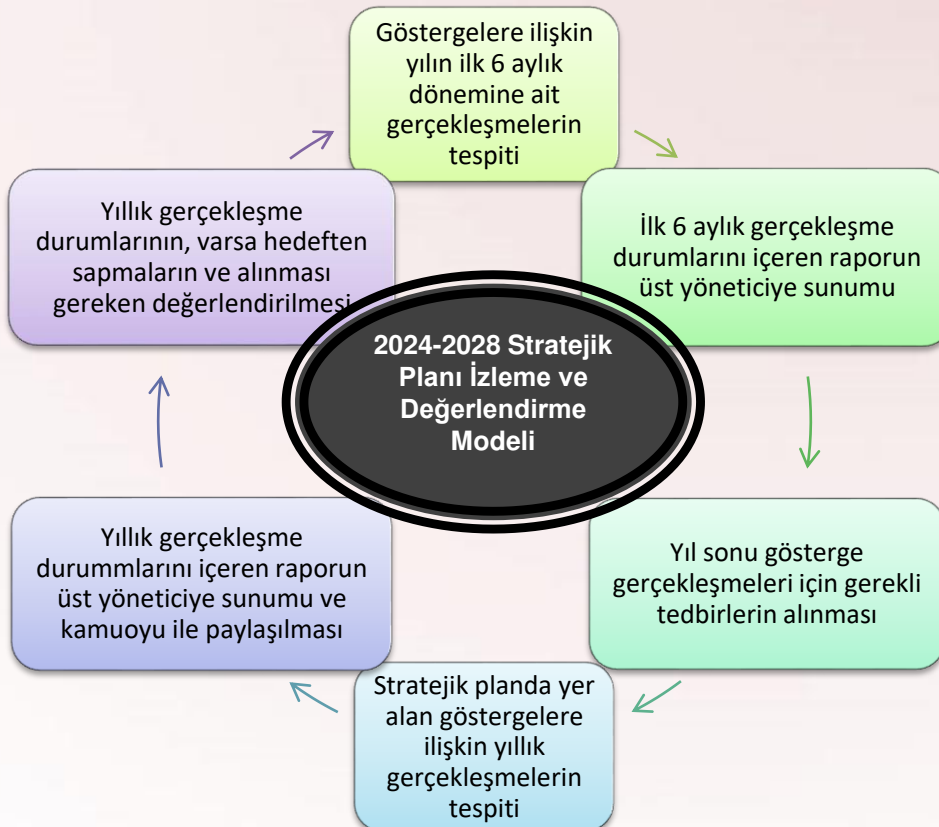 Göstergelere ilişkin
yılın ilk 6 aylık
dönemine ait
gerçekleşmelerin
tespiti
İlk 6 aylık gerçekleşme
durumlarını içeren raporun
üst yöneticiye sunumu
Yıl sonu gösterge
gerçekleşmeleri için gerekli
tedbirlerin alınması
Stratejik planda yer
alan göstergelere
ilişkin yıllık
gerçekleşmelerin
tespiti
Yıllık gerçekleşme
durummlarını içeren raporun
üst yöneticiye sunumu ve
kamuoyu ile paylaşılması
Yıllık gerçekleşme
durumlarının, varsa hedeften
sapmaların ve alınması
gereken değerlendirilmesi
2024-2028 Stratejik
Planı İzleme ve
Değerlendirme
Modeli